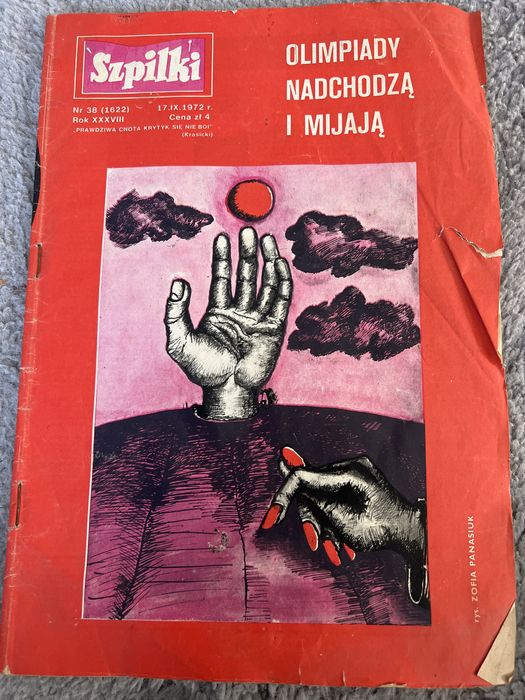 Szpilki
Nr 38 (1622) 17.IX.1972 r.
Rok XXXVIII Cena zł 4
„PRAWDZIWA CNOTA KRYTYK SIĘ NIE BOI"
(Krasicki)
OLIMPIADY
NADCHODZĄ
I MIJAJĄ
rys. ZOFIA PANASIUK